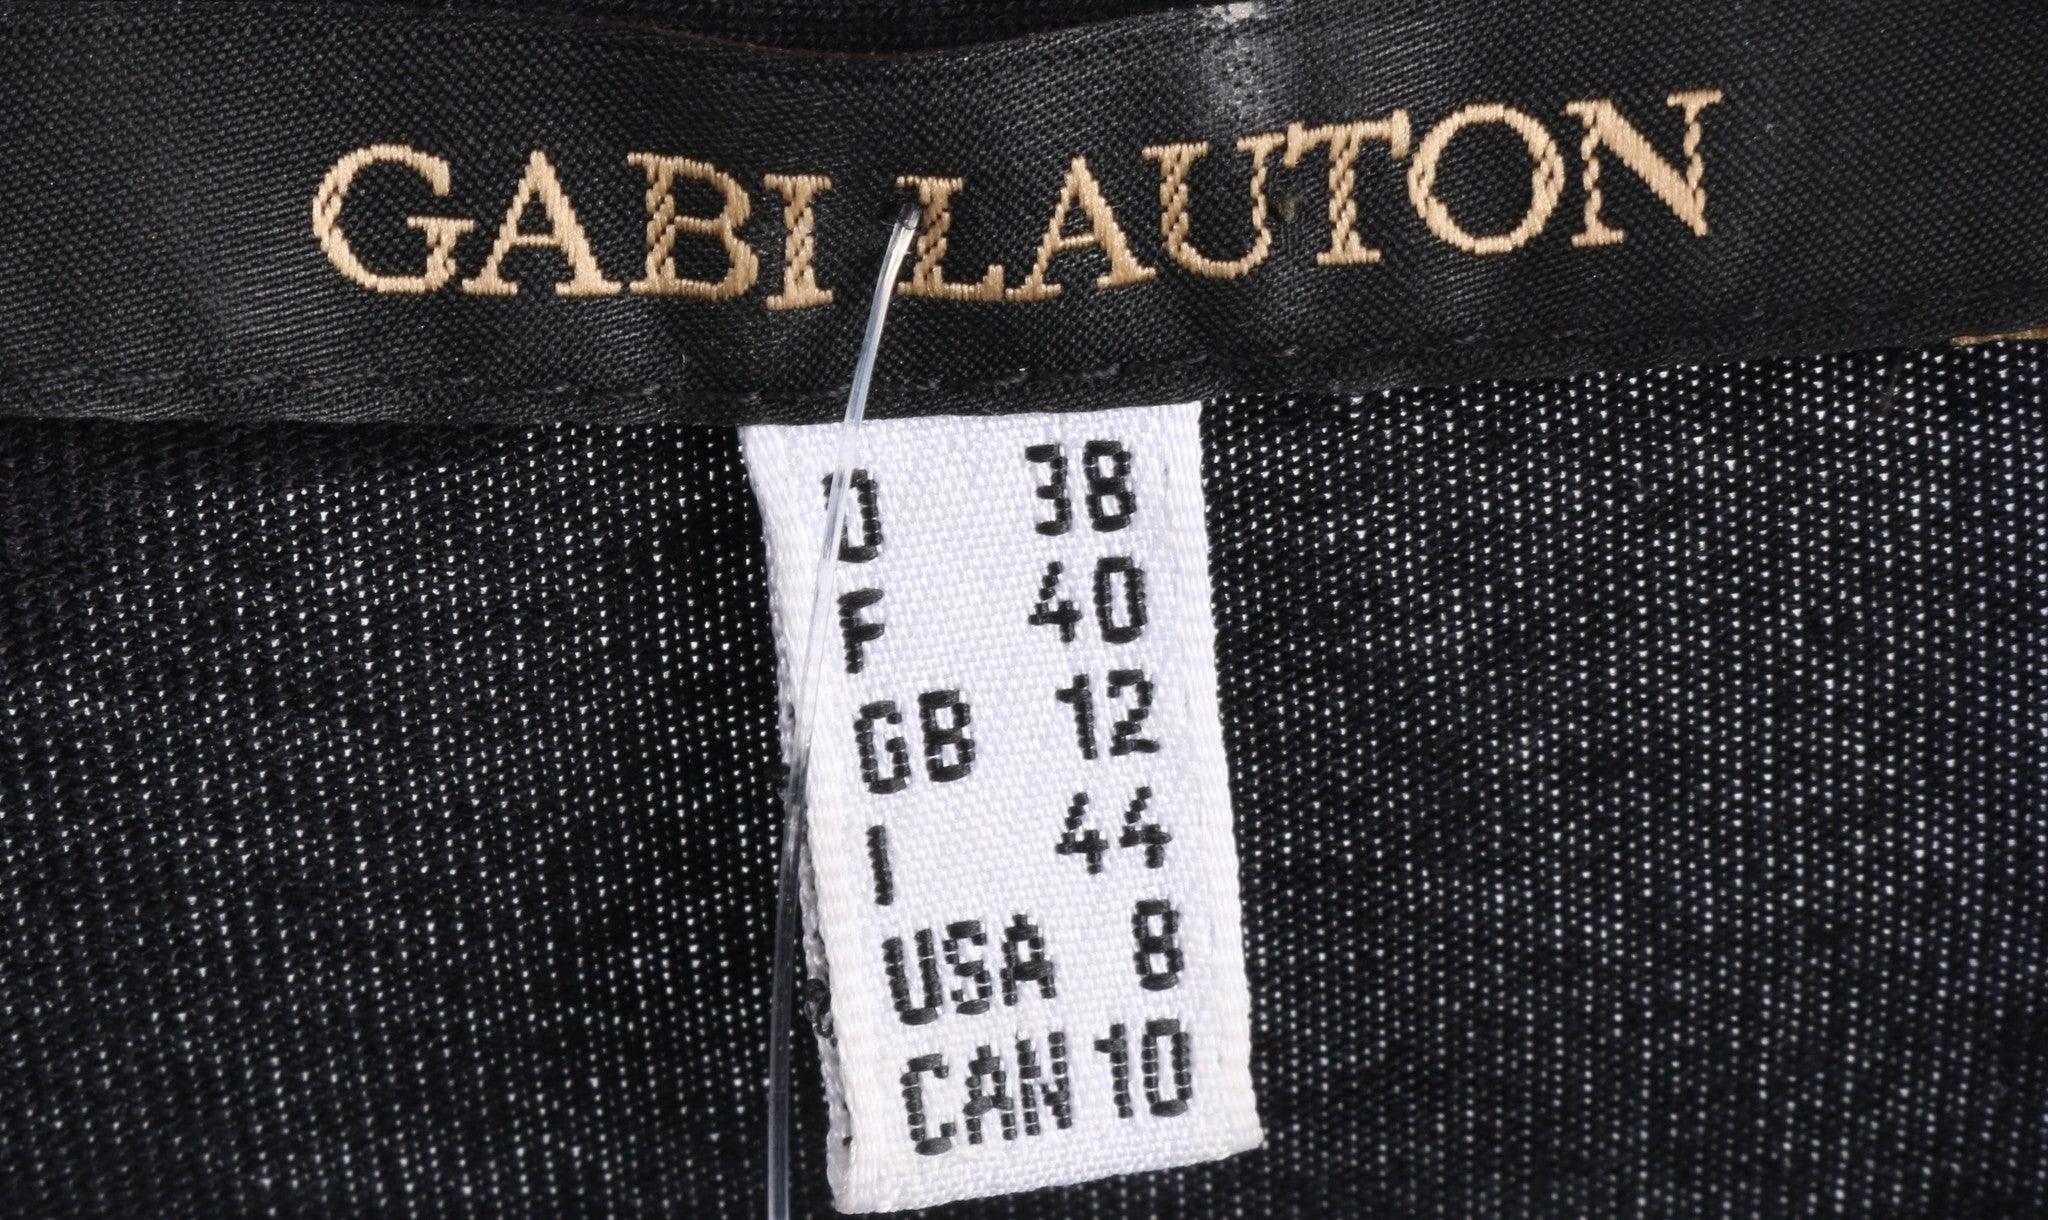 GABI LAUTON
D 38
F 40
GB 12
I 44
USA 8
CAN 10